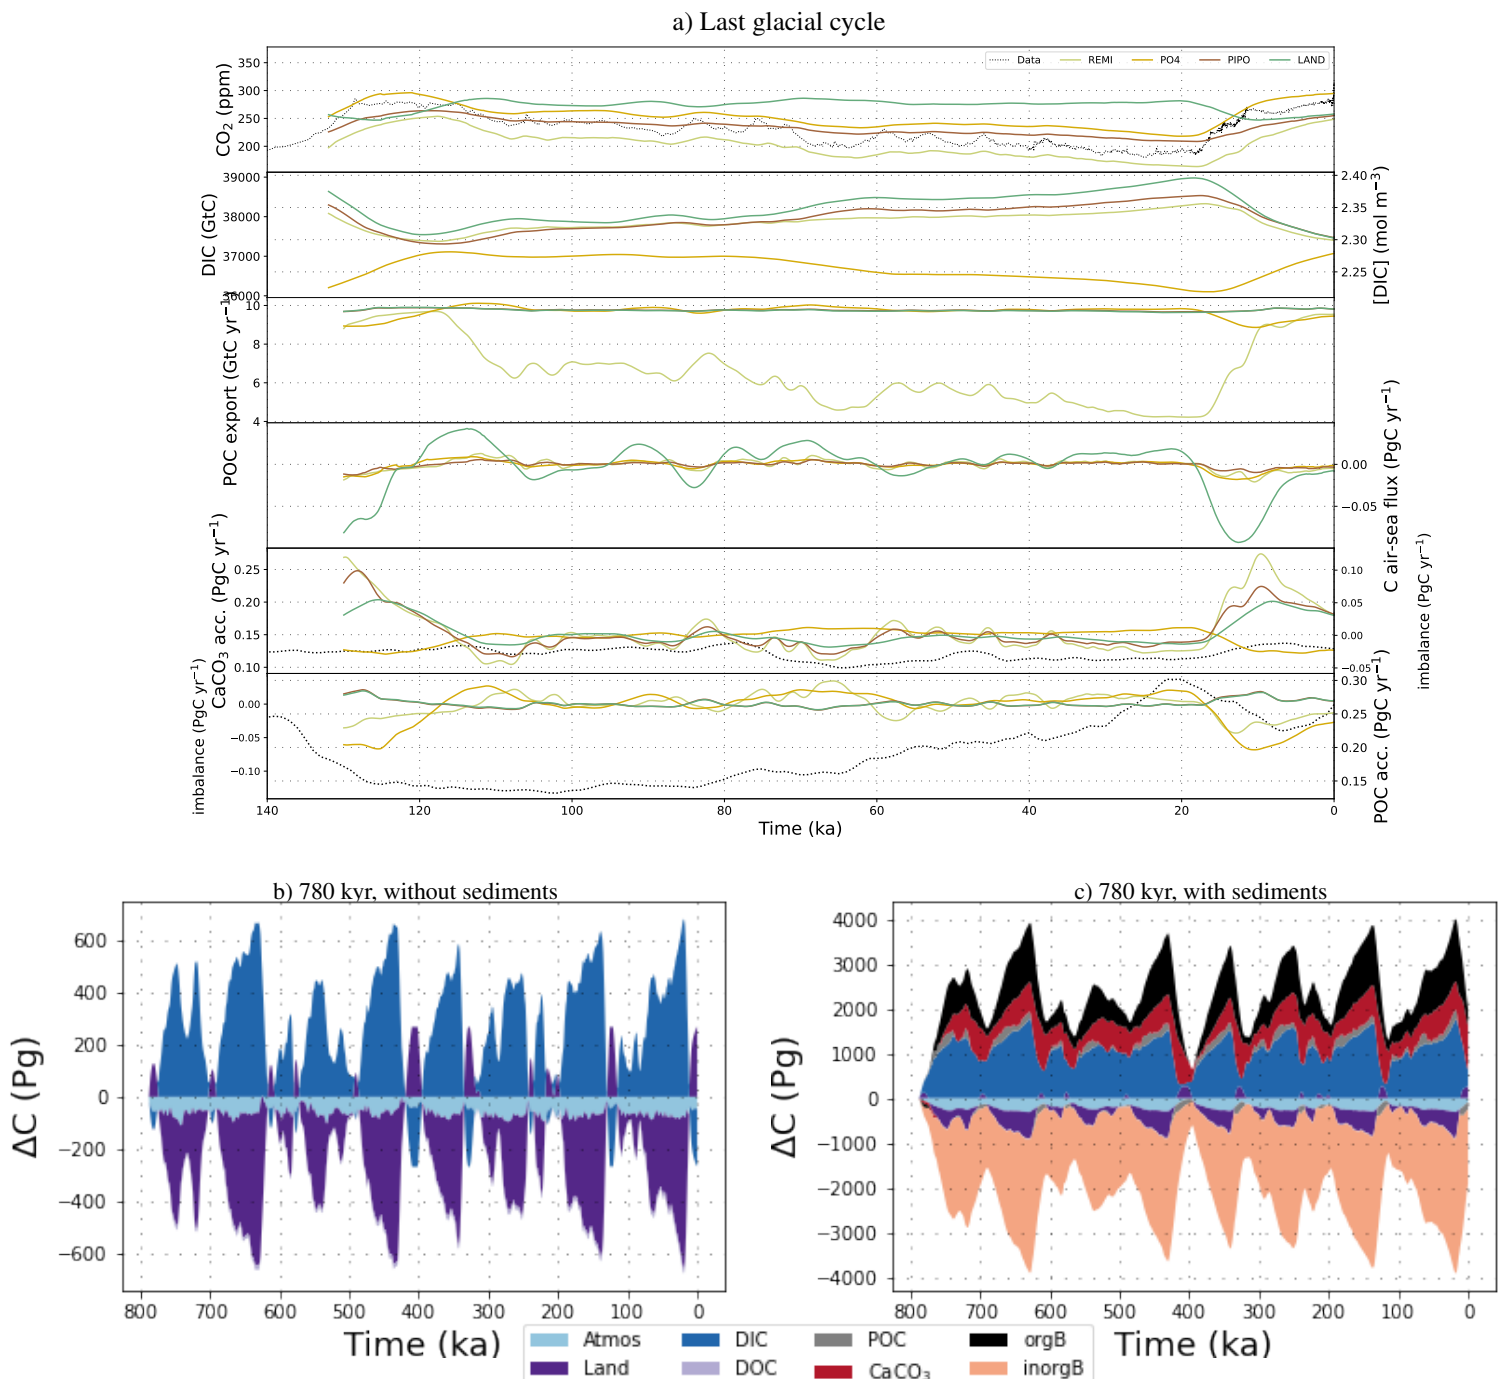 a) Last glacial cycle
Data REMI PO4 PIPO LAND
CO₂ (ppm)
350
300
250
200
DIC (GtC)
39000
38000
37000
36000
[DIC] (mol m⁻³)
2.40
2.35
2.30
2.25
POC export (GtC yr⁻¹)
10
8
6
4
C air-sea flux (PgC yr⁻¹)
0.00
−0.05
CaCO₃ acc. (PgC yr⁻¹)
0.25
0.20
0.15
0.10
imbalance (PgC yr⁻¹)
0.10
0.05
0.00
−0.05
imbalance (PgC yr⁻¹)
0.00
−0.05
−0.10
POC acc. (PgC yr⁻¹)
0.30
0.25
0.20
0.15
140 120 100 80 60 40 20 0
Time (ka)
b) 780 kyr, without sediments
ΔC (Pg)
600
400
200
0
−200
−400
−600
800 700 600 500 400 300 200 100 0
Time (ka)
c) 780 kyr, with sediments
ΔC (Pg)
4000
3000
2000
1000
0
−1000
−2000
−3000
−4000
800 700 600 500 400 300 200 100 0
Time (ka)
Atmos DIC POC orgB
Land DOC CaCO₃ inorgB